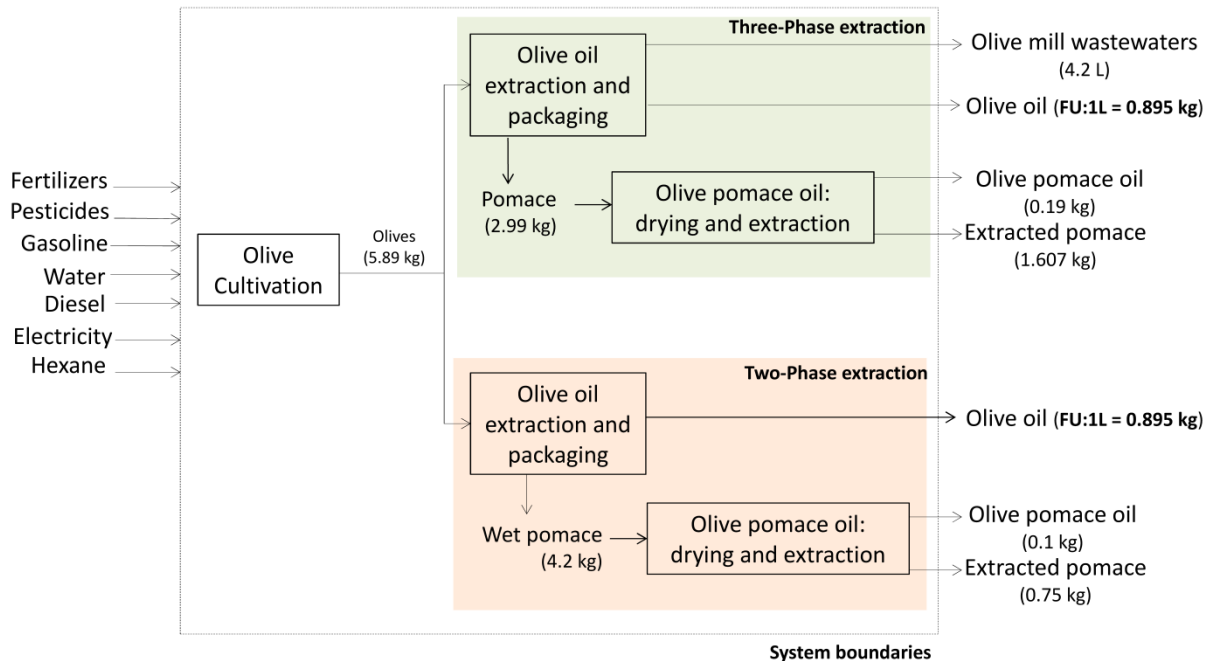 Fertilizers
Pesticides
Gasoline
Water
Diesel
Electricity
Hexane
Olive
Cultivation
Olives
(5.89 kg)
Three-Phase extraction
Olive oil
extraction and
packaging
Pomace
(2.99 kg)
Olive pomace oil:
drying and extraction
Olive mill wastewaters
(4.2 L)
Olive oil (FU:1L = 0.895 kg)
Olive pomace oil
(0.19 kg)
Extracted pomace
(1.607 kg)
Two-Phase extraction
Olive oil
extraction and
packaging
Wet pomace
(4.2 kg)
Olive pomace oil:
drying and extraction
Olive oil (FU:1L = 0.895 kg)
Olive pomace oil
(0.1 kg)
Extracted pomace
(0.75 kg)
System boundaries